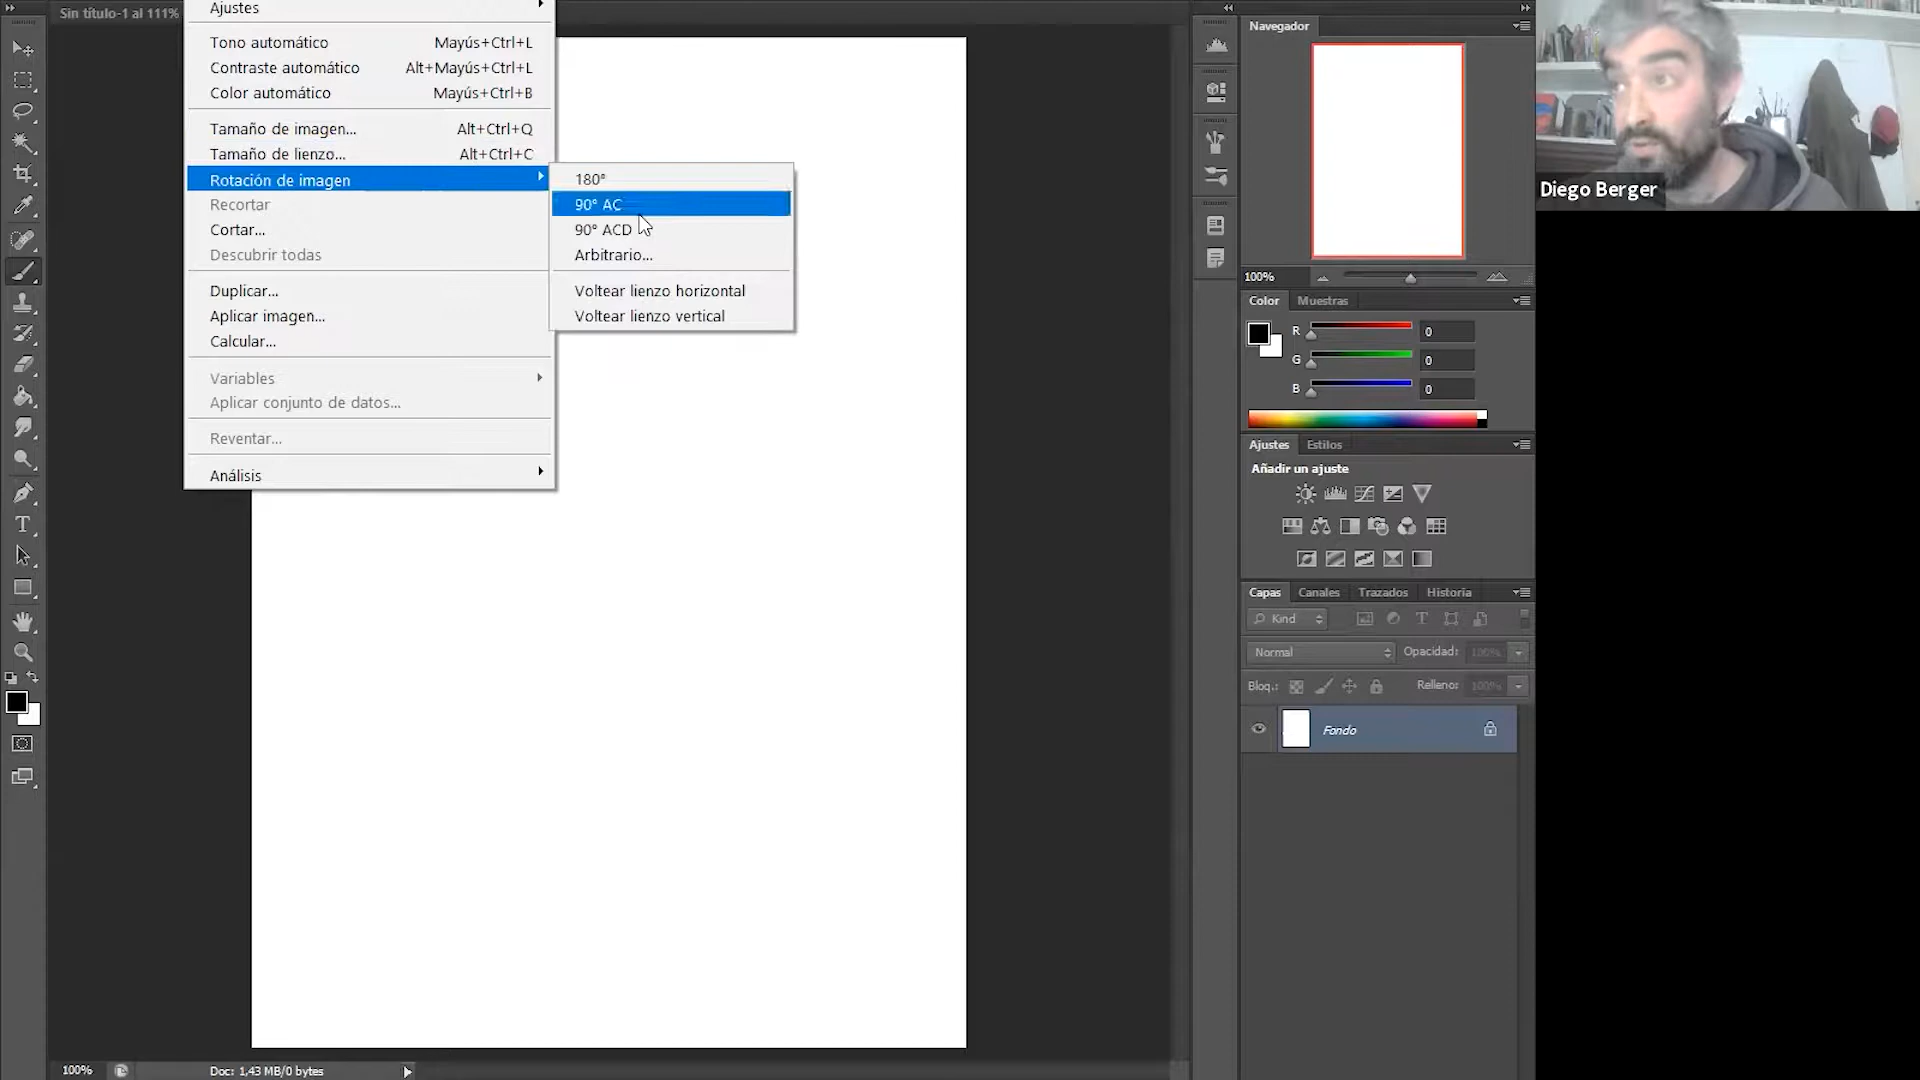 Sin título-1 al 111%
Ajustes
Tono automático Mayús+Ctrl+L
Contraste automático Alt+Mayús+Ctrl+L
Color automático Mayús+Ctrl+B
Tamaño de imagen... Alt+Ctrl+Q
Tamaño de lienzo... Alt+Ctrl+C
Rotación de imagen
Recortar
Cortar...
Descubrir todas
Duplicar...
Aplicar imagen...
Calcular...
Variables
Aplicar conjunto de datos...
Reventar...
Análisis
180°
90° AC
90° ACD
Arbitrario...
Voltear lienzo horizontal
Voltear lienzo vertical
Navegador
100%
Color Muestras
R 0
G 0
B 0
Ajustes Estilos
Añadir un ajuste
Capas Canales Trazados Historia
Kind
Normal Opacidad: 100%
Bloq.: Relleno: 100%
Fondo
Diego Berger
100% Doc: 1,43 MB/0 bytes